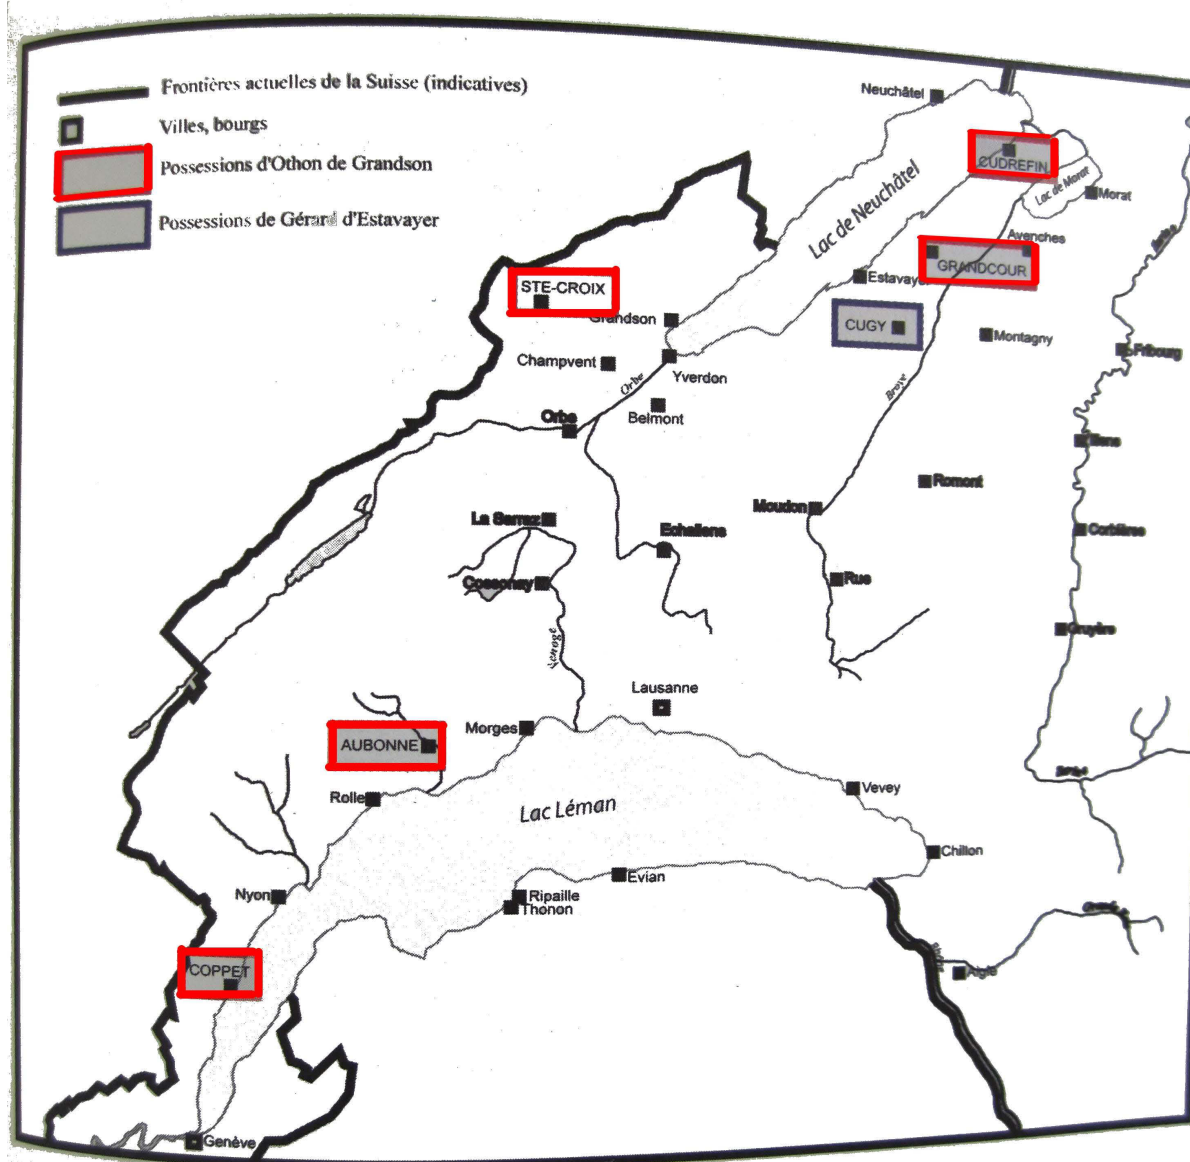 Frontières actuelles de la Suisse (indicatives)
Villes, bourgs
Possessions d'Othon de Grandson
Possessions de Gérard d'Estavayer
Neuchâtel
CUDREFIN
Lac de Morat
Morat
Lac de Neuchâtel
Avenches
GRANDCOUR
Estavayer
STE-CROIX
Grandson
CUGY
Montagny
Fribourg
Champvent
Yverdon
Orbe
Broye
Belmont
Orbe
Illens
Romont
Moudon
La Sarraz
Echallens
Corbières
Cossonay
Rue
Gruyère
Venoge
Lausanne
Morges
AUBONNE
Rolle
Lac Léman
Vevey
Chillon
Evian
Nyon
Ripaille
Thonon
COPPET
Aigle
Genève